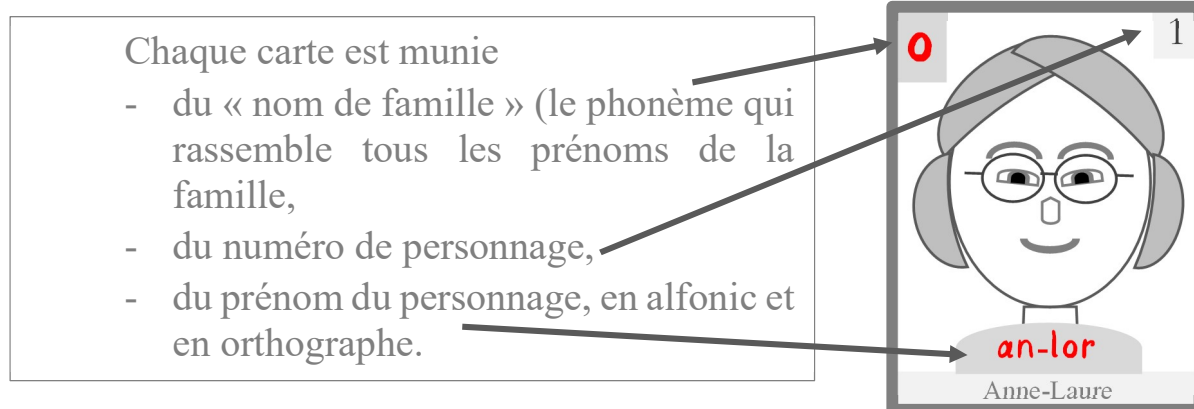 Chaque carte est munie
- du « nom de famille » (le phonème qui
rassemble tous les prénoms de la
famille,
- du numéro de personnage,
- du prénom du personnage, en alfonic et
en orthographe.
o
1
an-lor
Anne-Laure